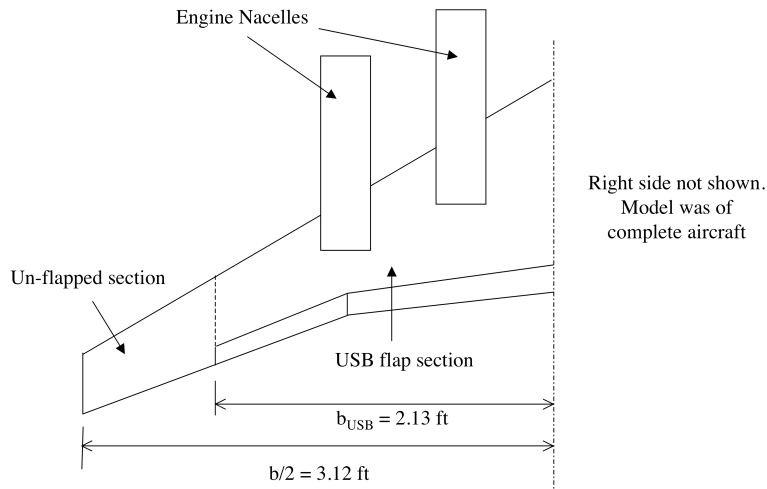 Engine Nacelles
Right side not shown.
Model was of
complete aircraft
Un-flapped section
USB flap section
b_USB = 2.13 ft
b/2 = 3.12 ft